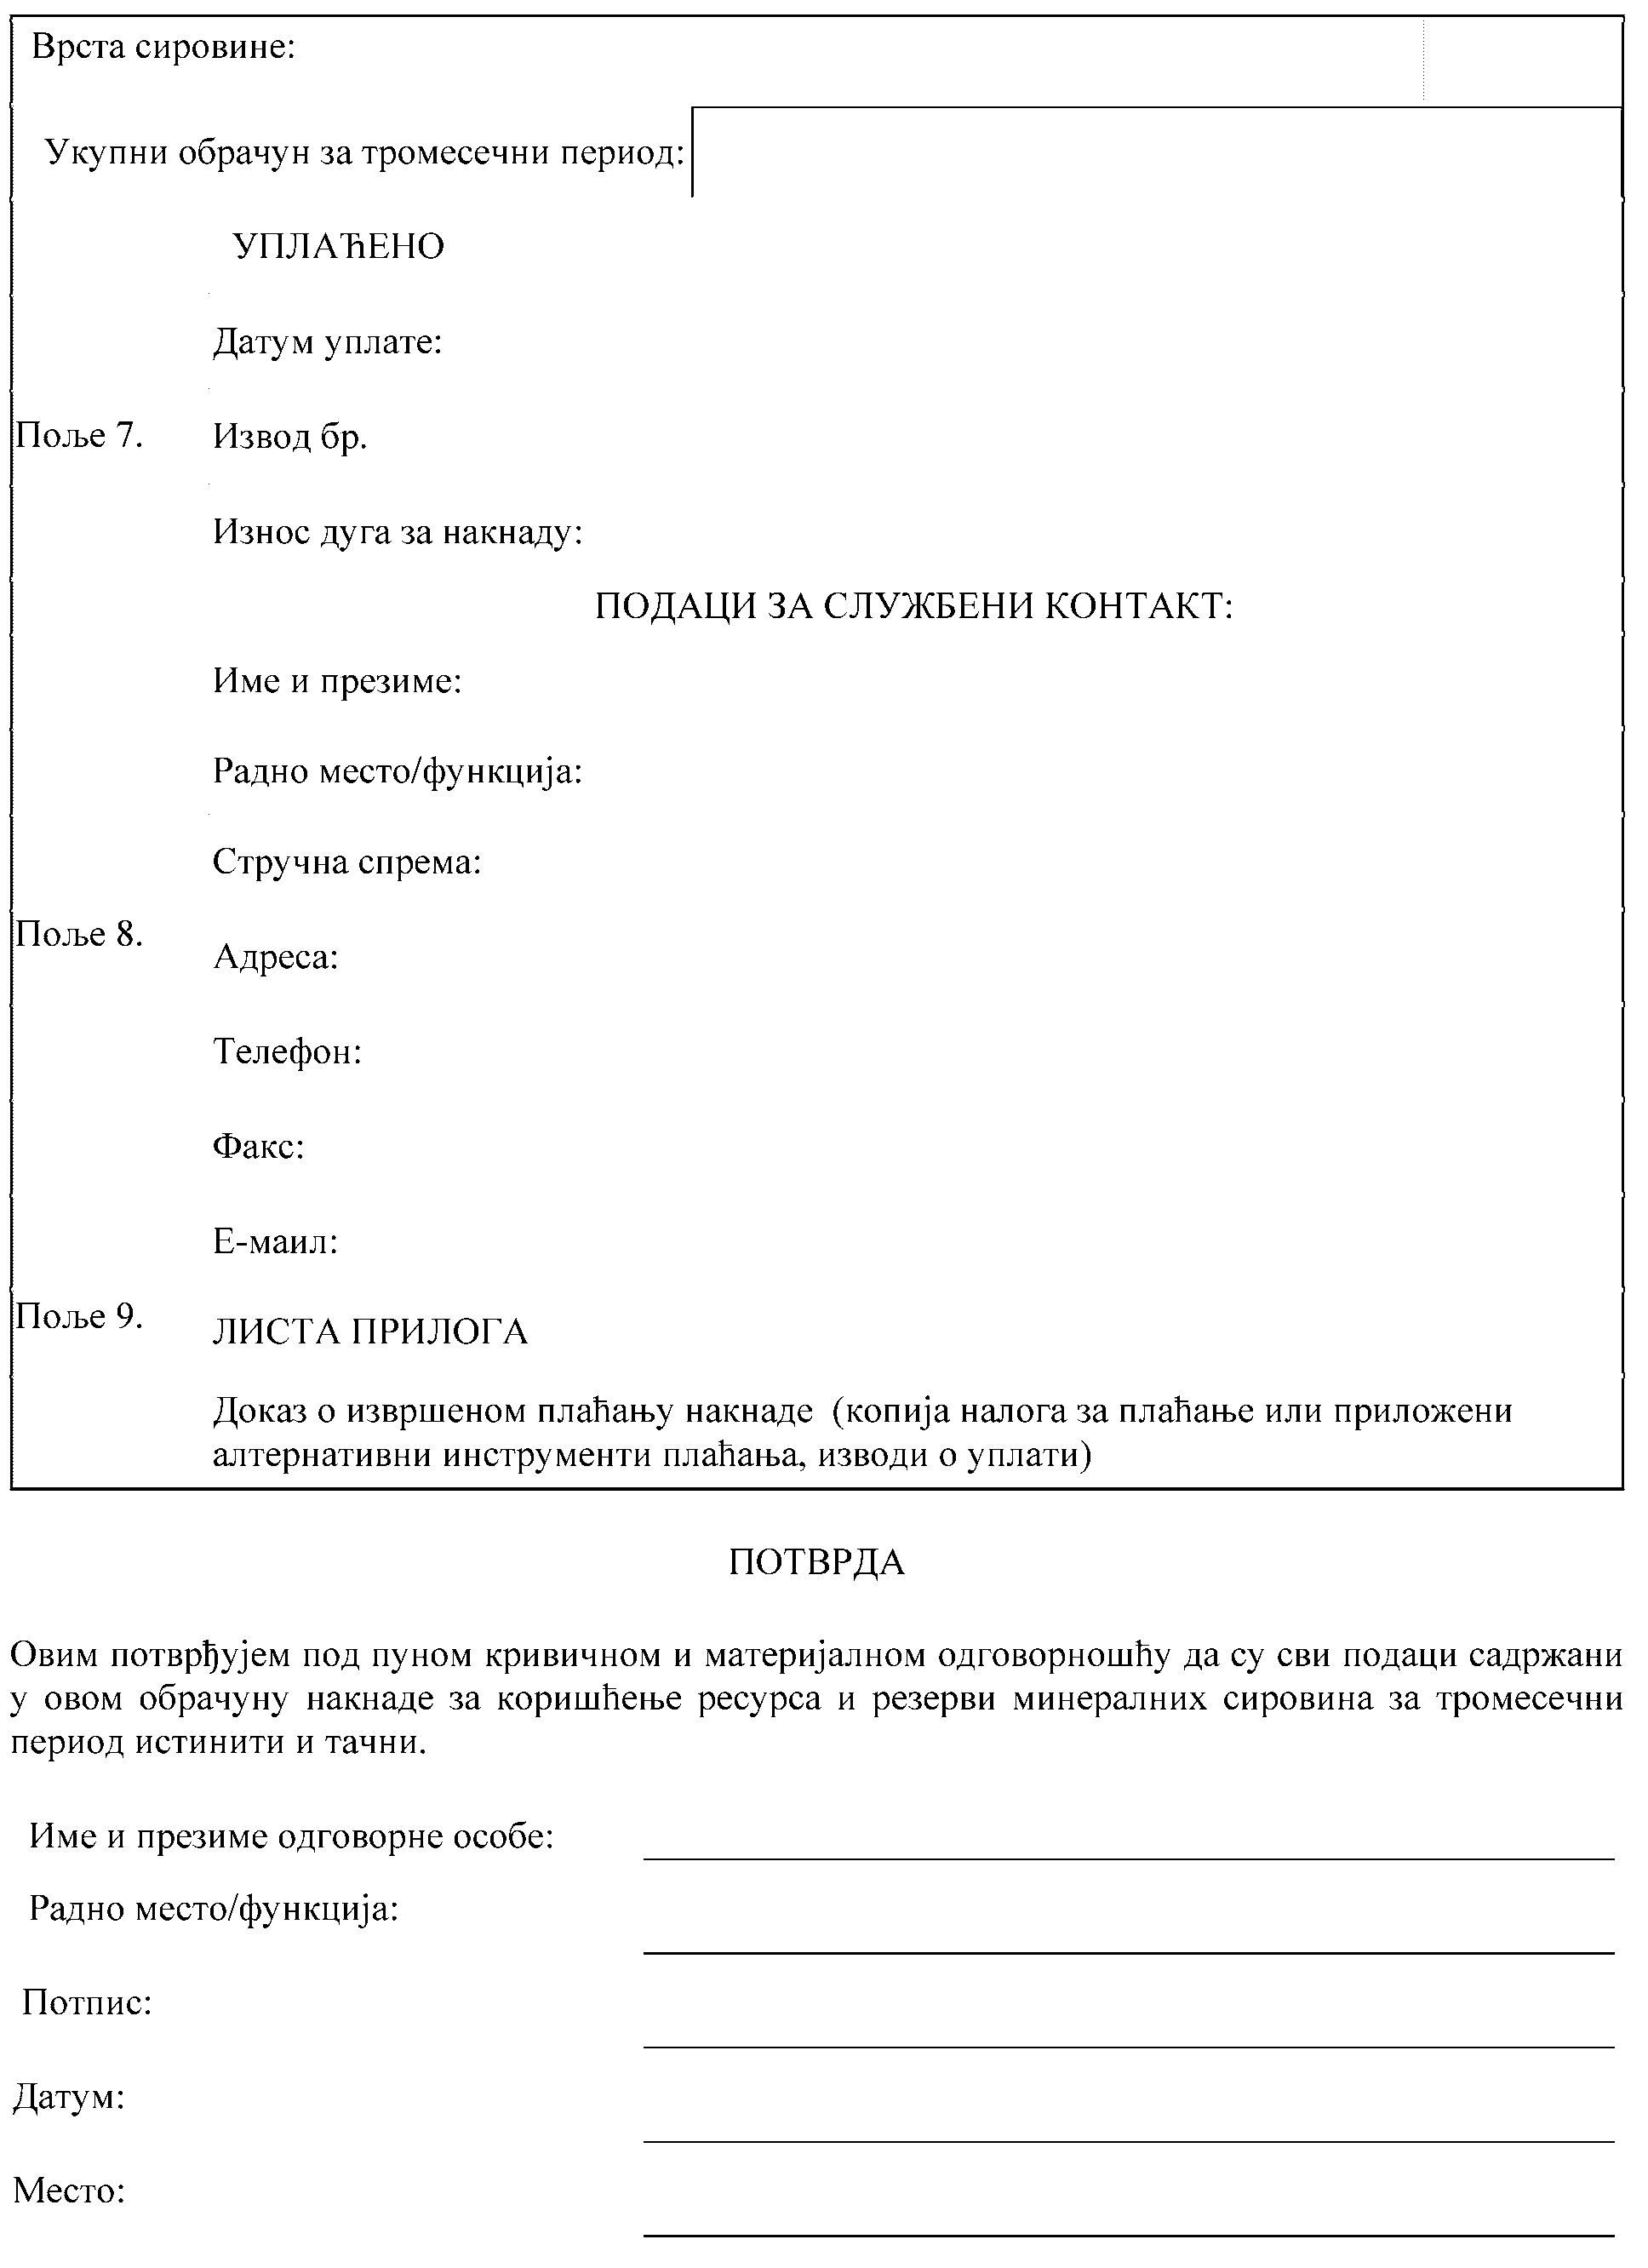 Врста сировине:
Укупни обрачун за тромесечни период:
УПЛАЋЕНО
Датум уплате:
Поље 7. Извод бр.
Износ дуга за накнаду:
ПОДАЦИ ЗА СЛУЖБЕНИ КОНТАКТ:
Име и презиме:
Радно место/функција:
Стручна спрема:
Поље 8.
Адреса:
Телефон:
Факс:
Е-маил:
Поље 9.
ЛИСТА ПРИЛОГА
Доказ о извршеном плаћању накнаде (копија налога за плаћање или приложени
алтернативни инструменти плаћања, изводи о уплати)
ПОТВРДА
Овим потврђујем под пуном кривичном и материјалном одговорношћу да су сви подаци садржани
у овом обрачуну накнаде за коришћење ресурса и резерви минералних сировина за тромесечни
период истинити и тачни.
Име и презиме одговорне особе:
Радно место/функција:
Потпис:
Датум:
Место: